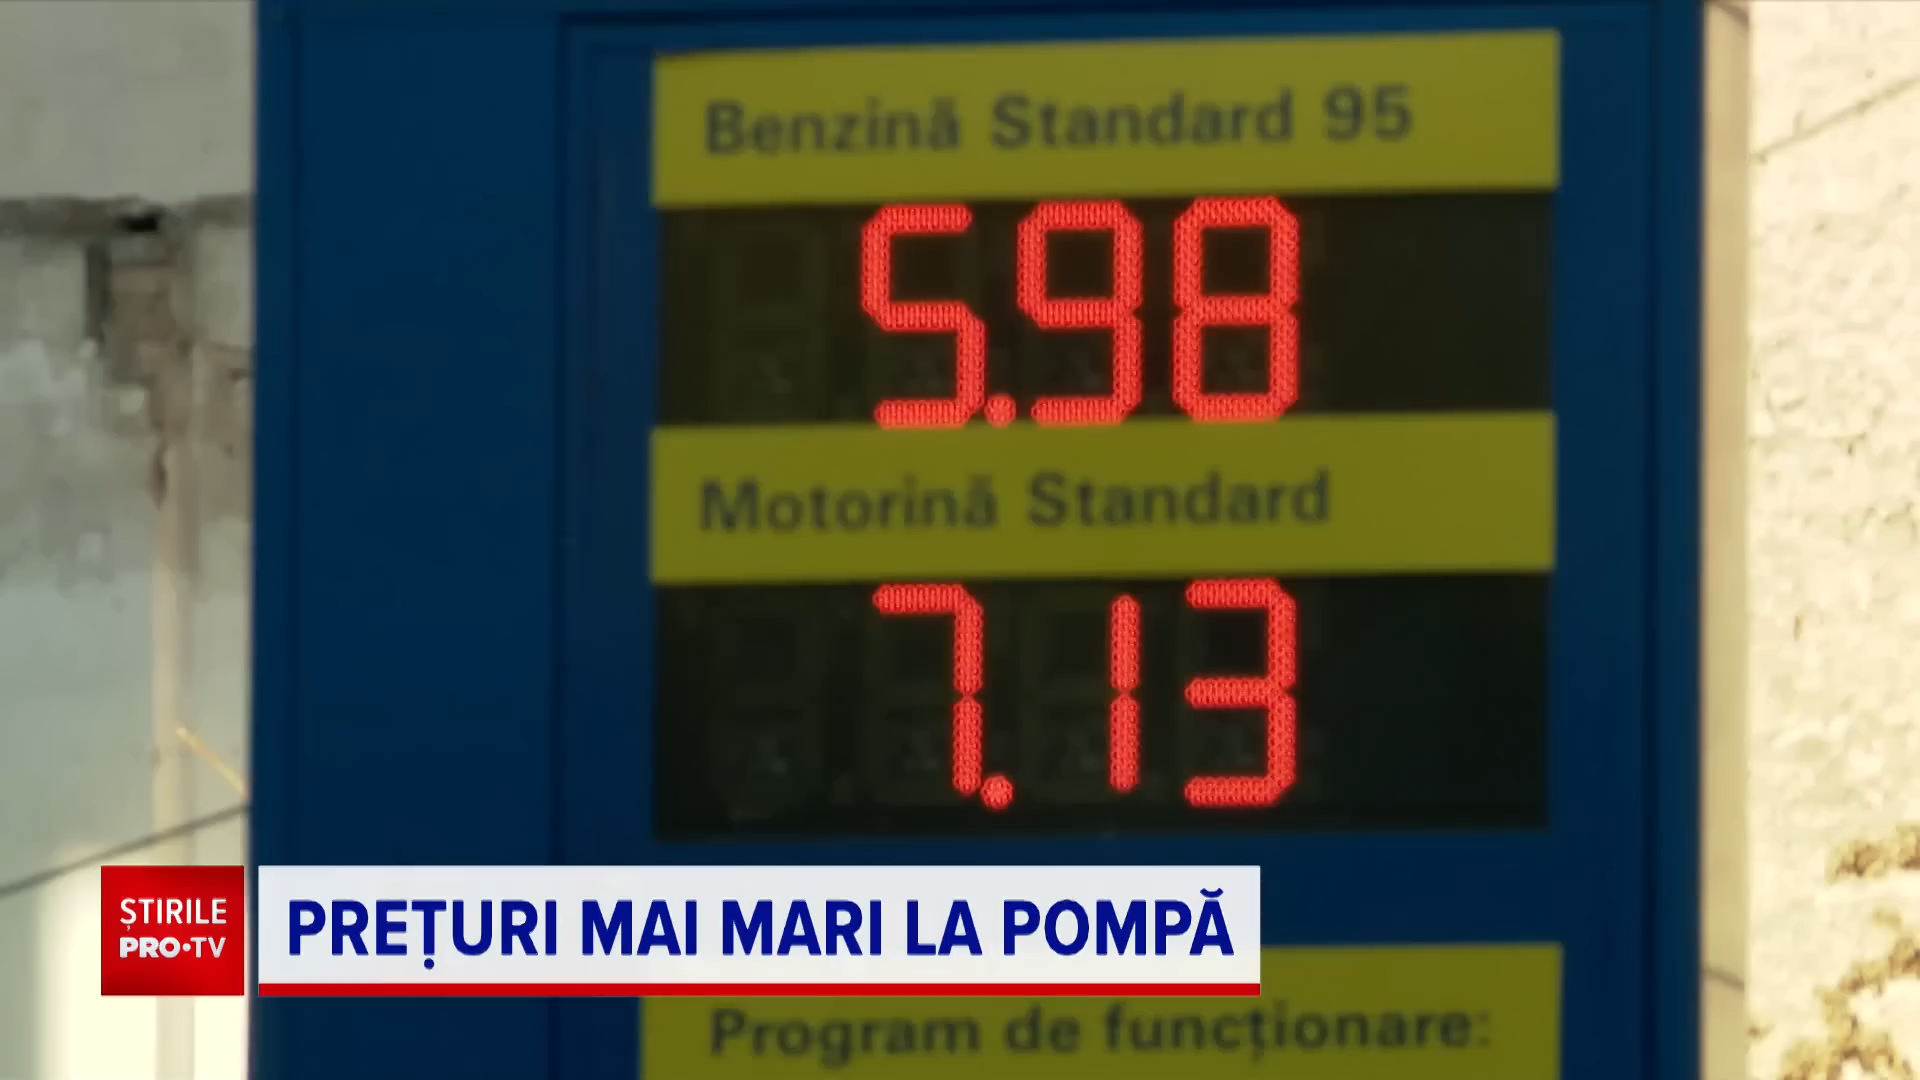 Benzină Standard 95
5.98
Motorină Standard
7.13
ȘTIRILE
PRO•TV
PREȚURI MAI MARI LA POMPĂ
Program de funcționare: